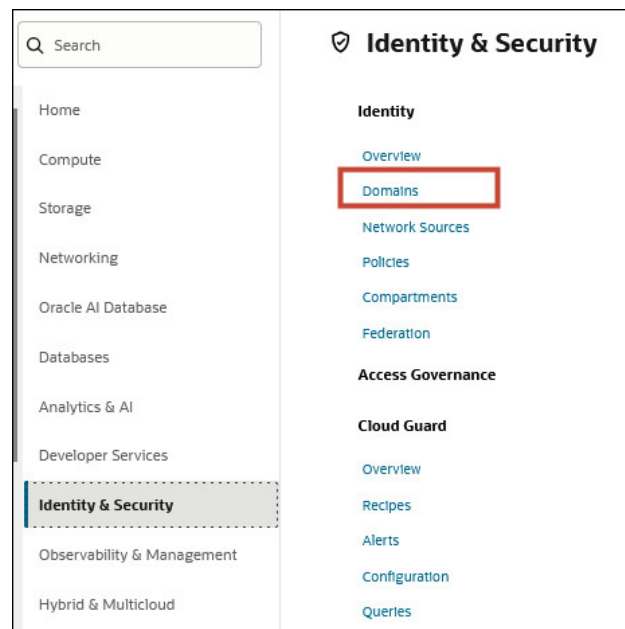 Search
Home
Compute
Storage
Networking
Oracle AI Database
Databases
Analytics & AI
Developer Services
Identity & Security
Observability & Management
Hybrid & Multicloud
Identity & Security
Identity
Overview
Domains
Network Sources
Policies
Compartments
Federation
Access Governance
Cloud Guard
Overview
Recipes
Alerts
Configuration
Queries